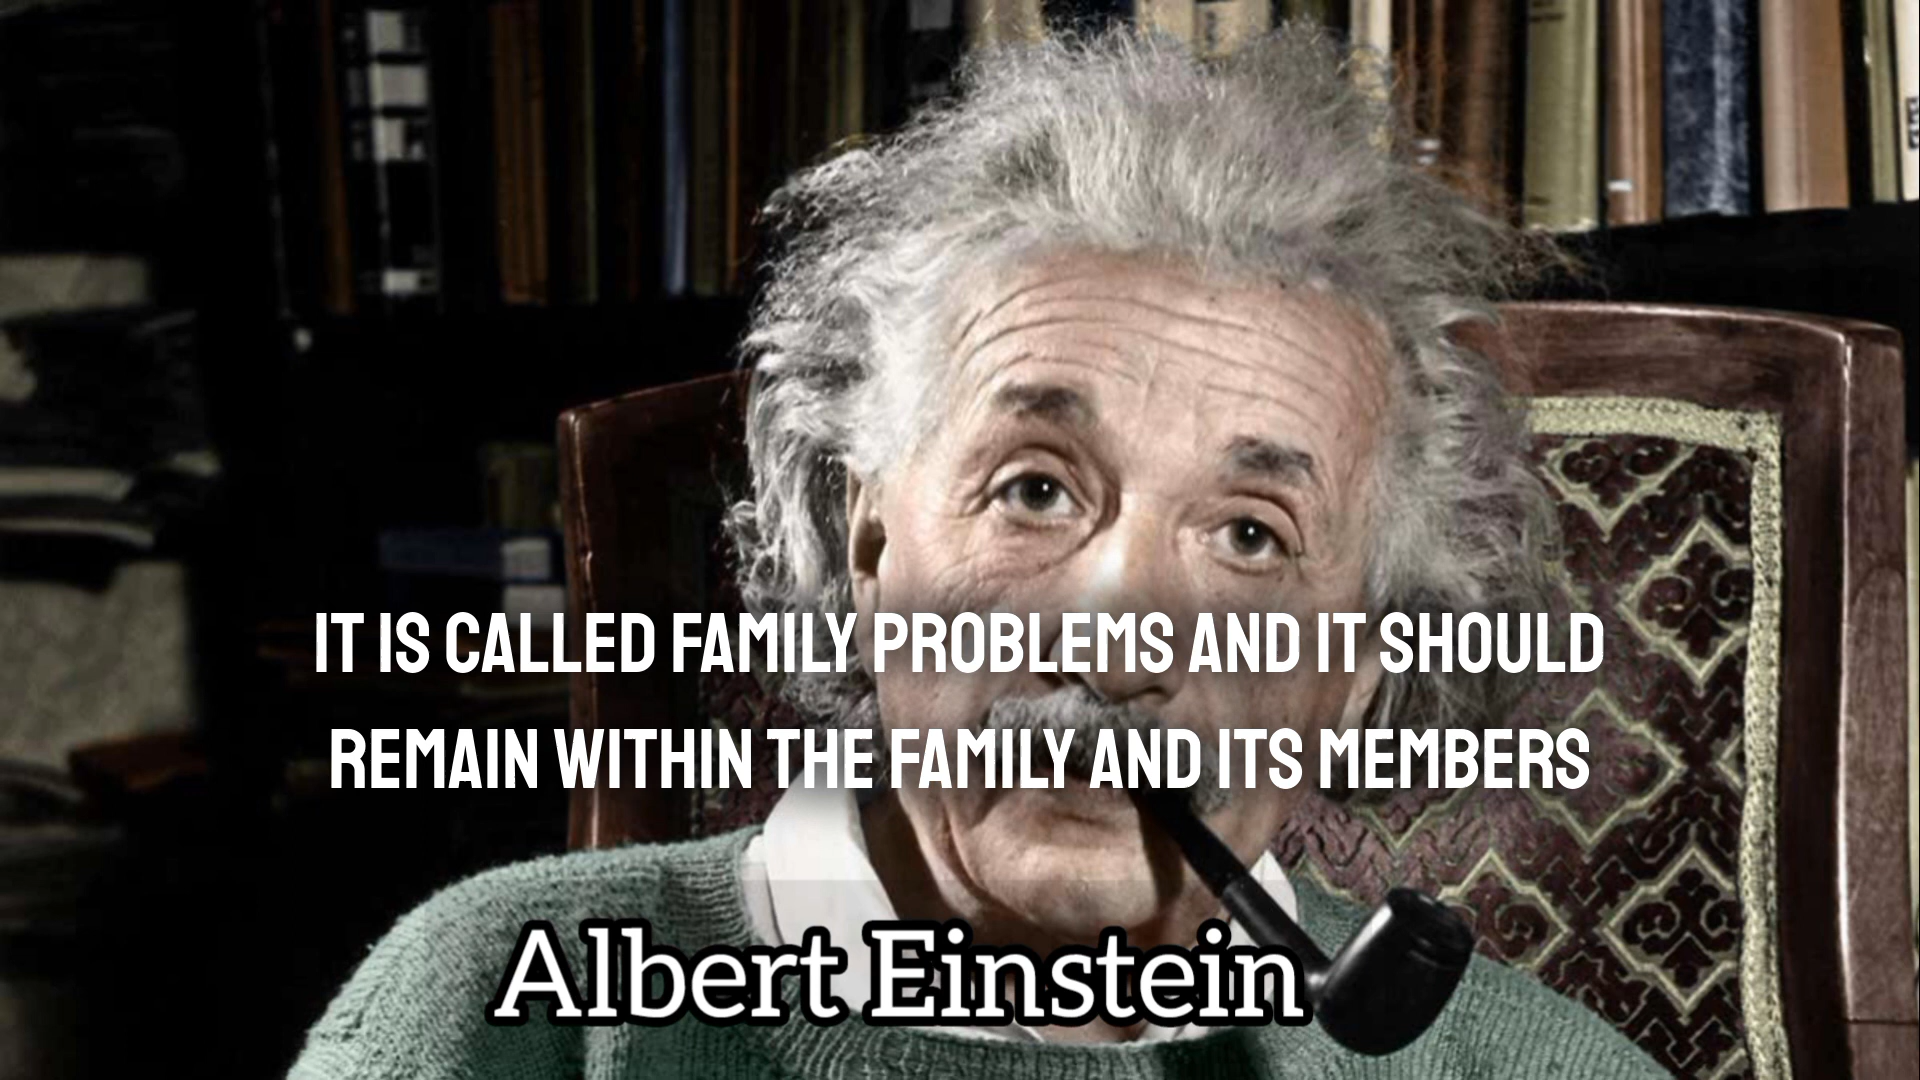 IT IS CALLED FAMILY PROBLEMS AND IT SHOULD
REMAIN WITHIN THE FAMILY AND ITS MEMBERS
Albert Einstein